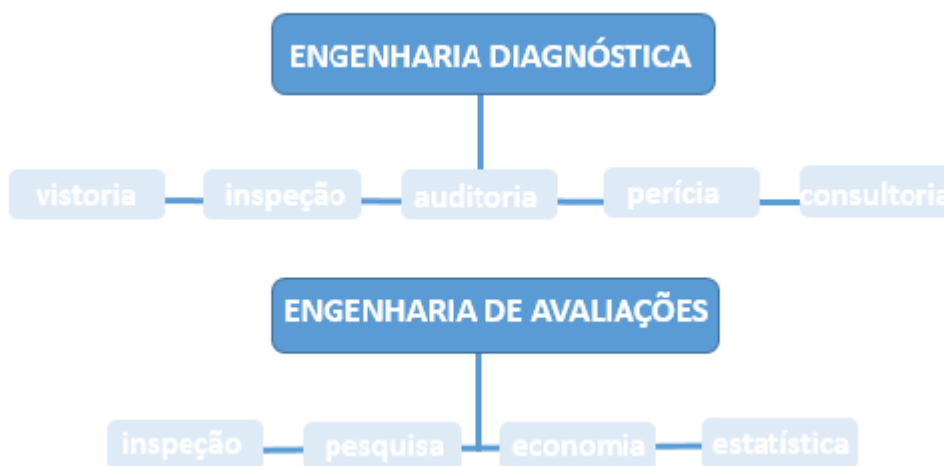 ENGENHARIA DIAGNÓSTICA
vistoria inspeção auditoria perícia consultoria
ENGENHARIA DE AVALIAÇÕES
inspeção pesquisa economia estatística